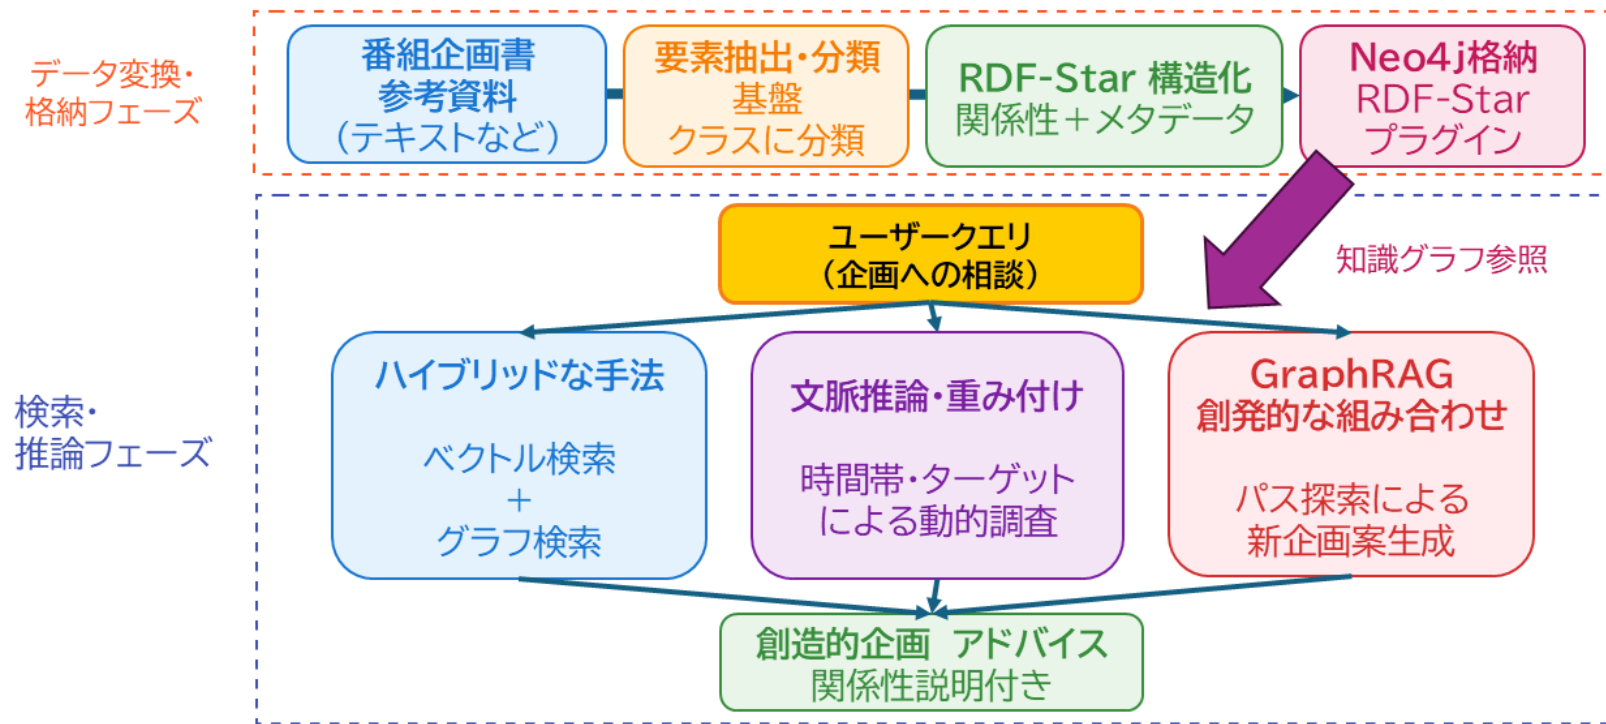 データ変換・
格納フェーズ
番組企画書
参考資料
（テキストなど）
要素抽出・分類
基盤
クラスに分類
RDF-Star 構造化
関係性＋メタデータ
Neo4j格納
RDF-Star
プラグイン
検索・
推論フェーズ
ユーザークエリ
（企画への相談）
知識グラフ参照
ハイブリッドな手法
ベクトル検索
＋
グラフ検索
文脈推論・重み付け
時間帯・ターゲット
による動的調査
GraphRAG
創発的な組み合わせ
パス探索による
新企画案生成
創造的企画　アドバイス
関係性説明付き